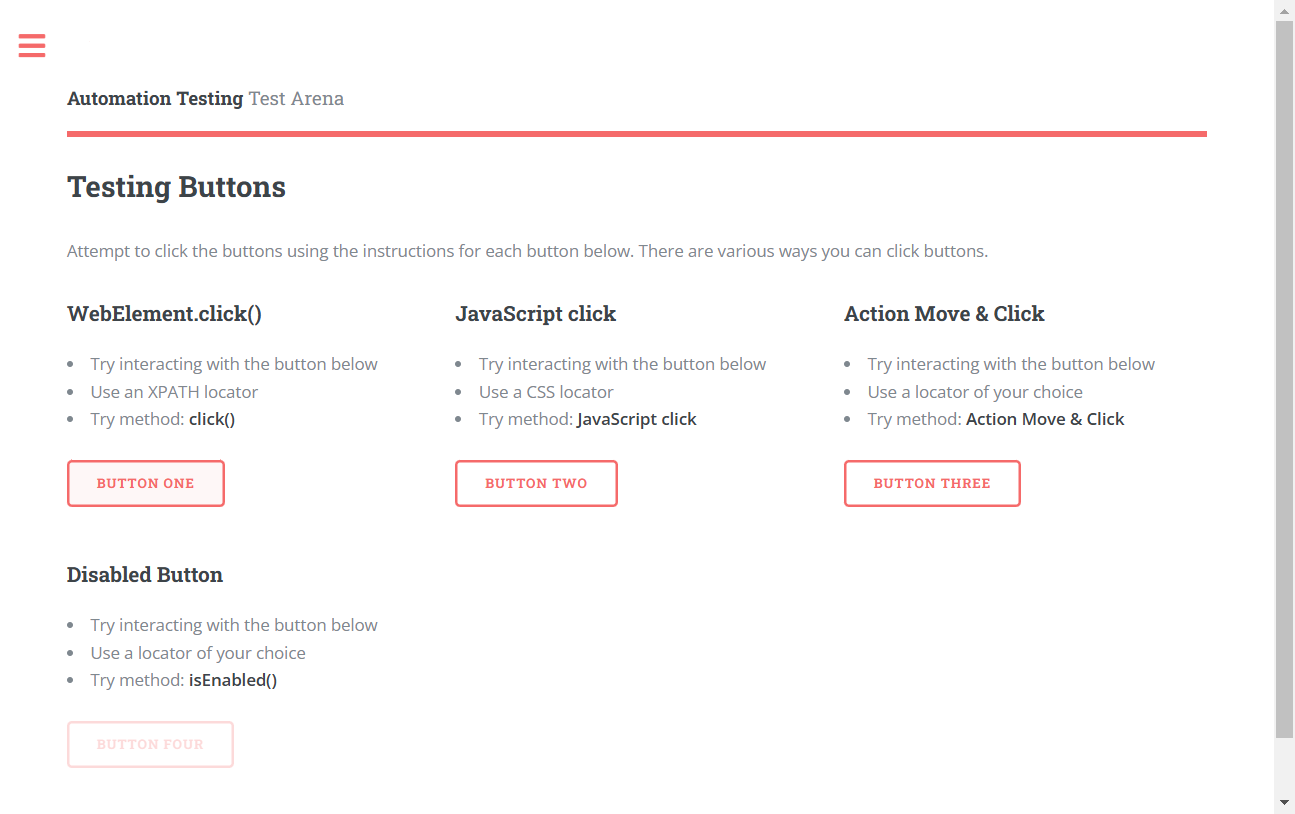 Automation Testing Test Arena
Testing Buttons
Attempt to click the buttons using the instructions for each button below. There are various ways you can click buttons.
WebElement.click()
Try interacting with the button below
Use an XPATH locator
Try method: click()
BUTTON ONE
JavaScript click
Try interacting with the button below
Use a CSS locator
Try method: JavaScript click
BUTTON TWO
Action Move & Click
Try interacting with the button below
Use a locator of your choice
Try method: Action Move & Click
BUTTON THREE
Disabled Button
Try interacting with the button below
Use a locator of your choice
Try method: isEnabled()
BUTTON FOUR